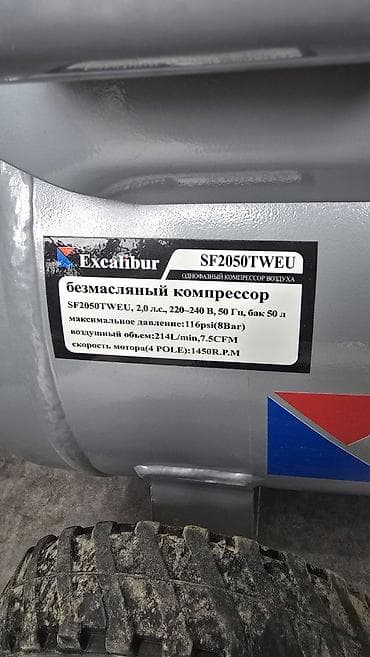 Excalibur
SF2050TWEU
ОДНОФАЗНЫЙ КОМПРЕССОР ВОЗДУХА
безмасляный компрессор
SF2050TWEU, 2,0 л.с., 220–240 В, 50 Гц, бак 50 л
максимальное давление:116psi(8Bar)
воздушный объем:214L/min,7.5CFM
скорость мотора(4 POLE):1450R.P.M